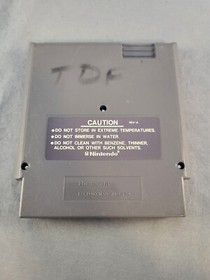 TDF
CAUTION
• DO NOT STORE IN EXTREME TEMPERATURES.
• DO NOT IMMERSE IN WATER.
• DO NOT CLEAN WITH BENZENE, THINNER,
ALCOHOL OR OTHER SUCH SOLVENTS.
Nintendo